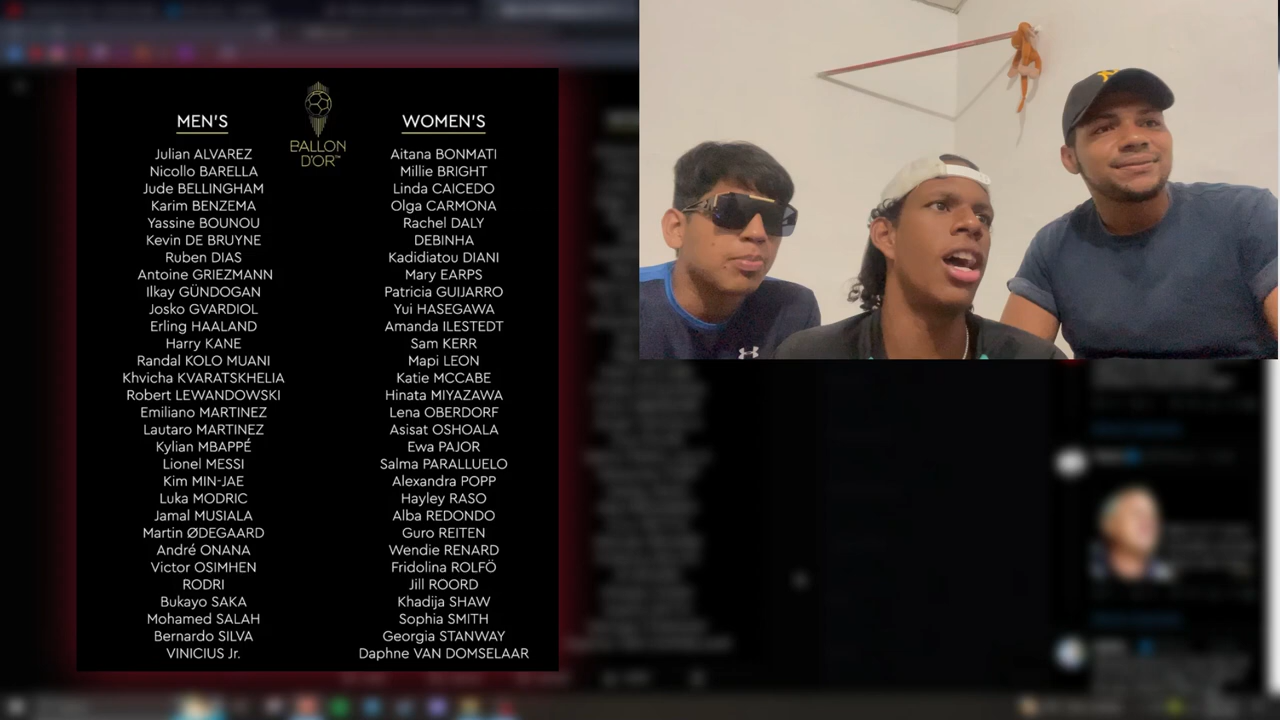 MEN'S
Julian ALVAREZ
Nicollo BARELLA
Jude BELLINGHAM
Karim BENZEMA
Yassine BOUNOU
Kevin DE BRUYNE
Ruben DIAS
Antoine GRIEZMANN
Ilkay GÜNDOGAN
Josko GVARDIOL
Erling HAALAND
Harry KANE
Randal KOLO MUANI
Khvicha KVARATSKHELIA
Robert LEWANDOWSKI
Emiliano MARTINEZ
Lautaro MARTINEZ
Kylian MBAPPÉ
Lionel MESSI
Kim MIN-JAE
Luka MODRIC
Jamal MUSIALA
Martin ØDEGAARD
André ONANA
Victor OSIMHEN
RODRI
Bukayo SAKA
Mohamed SALAH
Bernardo SILVA
VINICIUS Jr.
BALLON
D'OR™
WOMEN'S
Aitana BONMATI
Millie BRIGHT
Linda CAICEDO
Olga CARMONA
Rachel DALY
DEBINHA
Kadidiatou DIANI
Mary EARPS
Patricia GUIJARRO
Yui HASEGAWA
Amanda ILESTEDT
Sam KERR
Mapi LEON
Katie MCCABE
Hinata MIYAZAWA
Lena OBERDORF
Asisat OSHOALA
Ewa PAJOR
Salma PARALLUELO
Alexandra POPP
Hayley RASO
Alba REDONDO
Guro REITEN
Wendie RENARD
Fridolina ROLFÖ
Jill ROORD
Khadija SHAW
Sophia SMITH
Georgia STANWAY
Daphne VAN DOMSELAAR